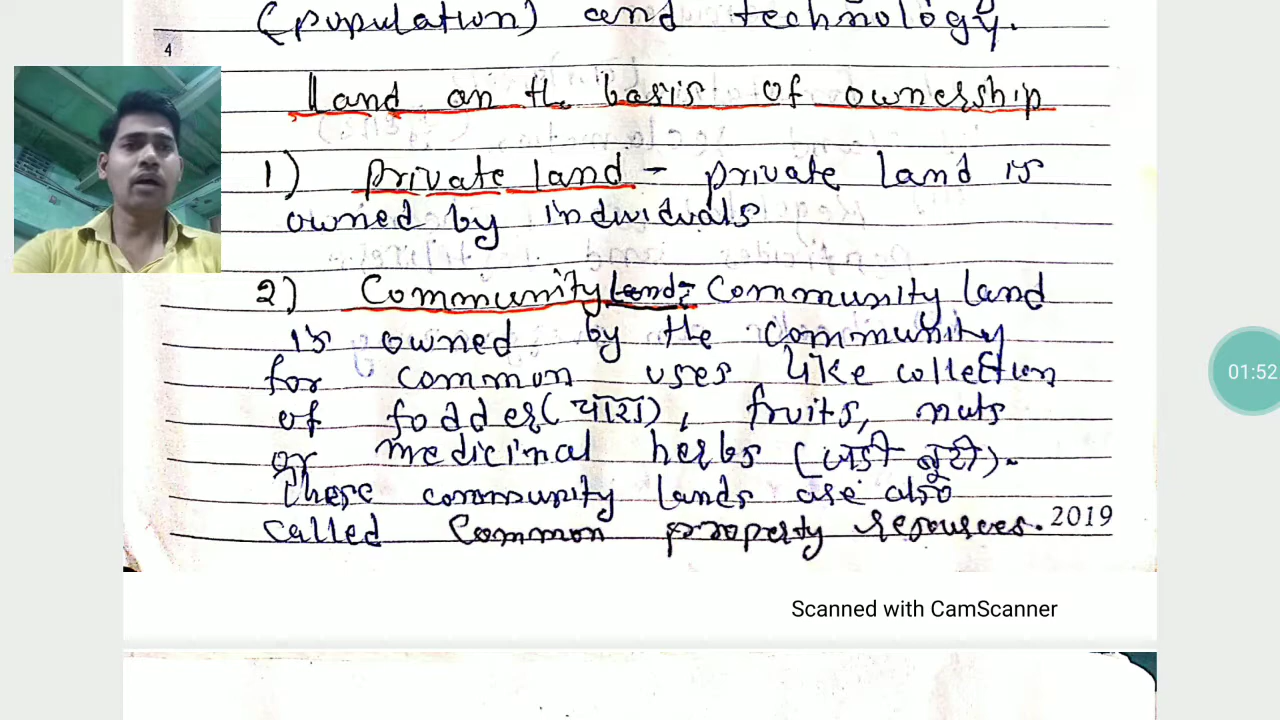 (population) and technology.
4
Land on the basis of ownership
1) Private land - private land is
owned by individuals
2) Community Land:- Community land
is owned by the community
for common uses like collection
of fodder (चारा), fruits, nuts
or medicinal herbs (जड़ी बूटी).
These community lands are also
called Common property resources. 2019
01:52
Scanned with CamScanner